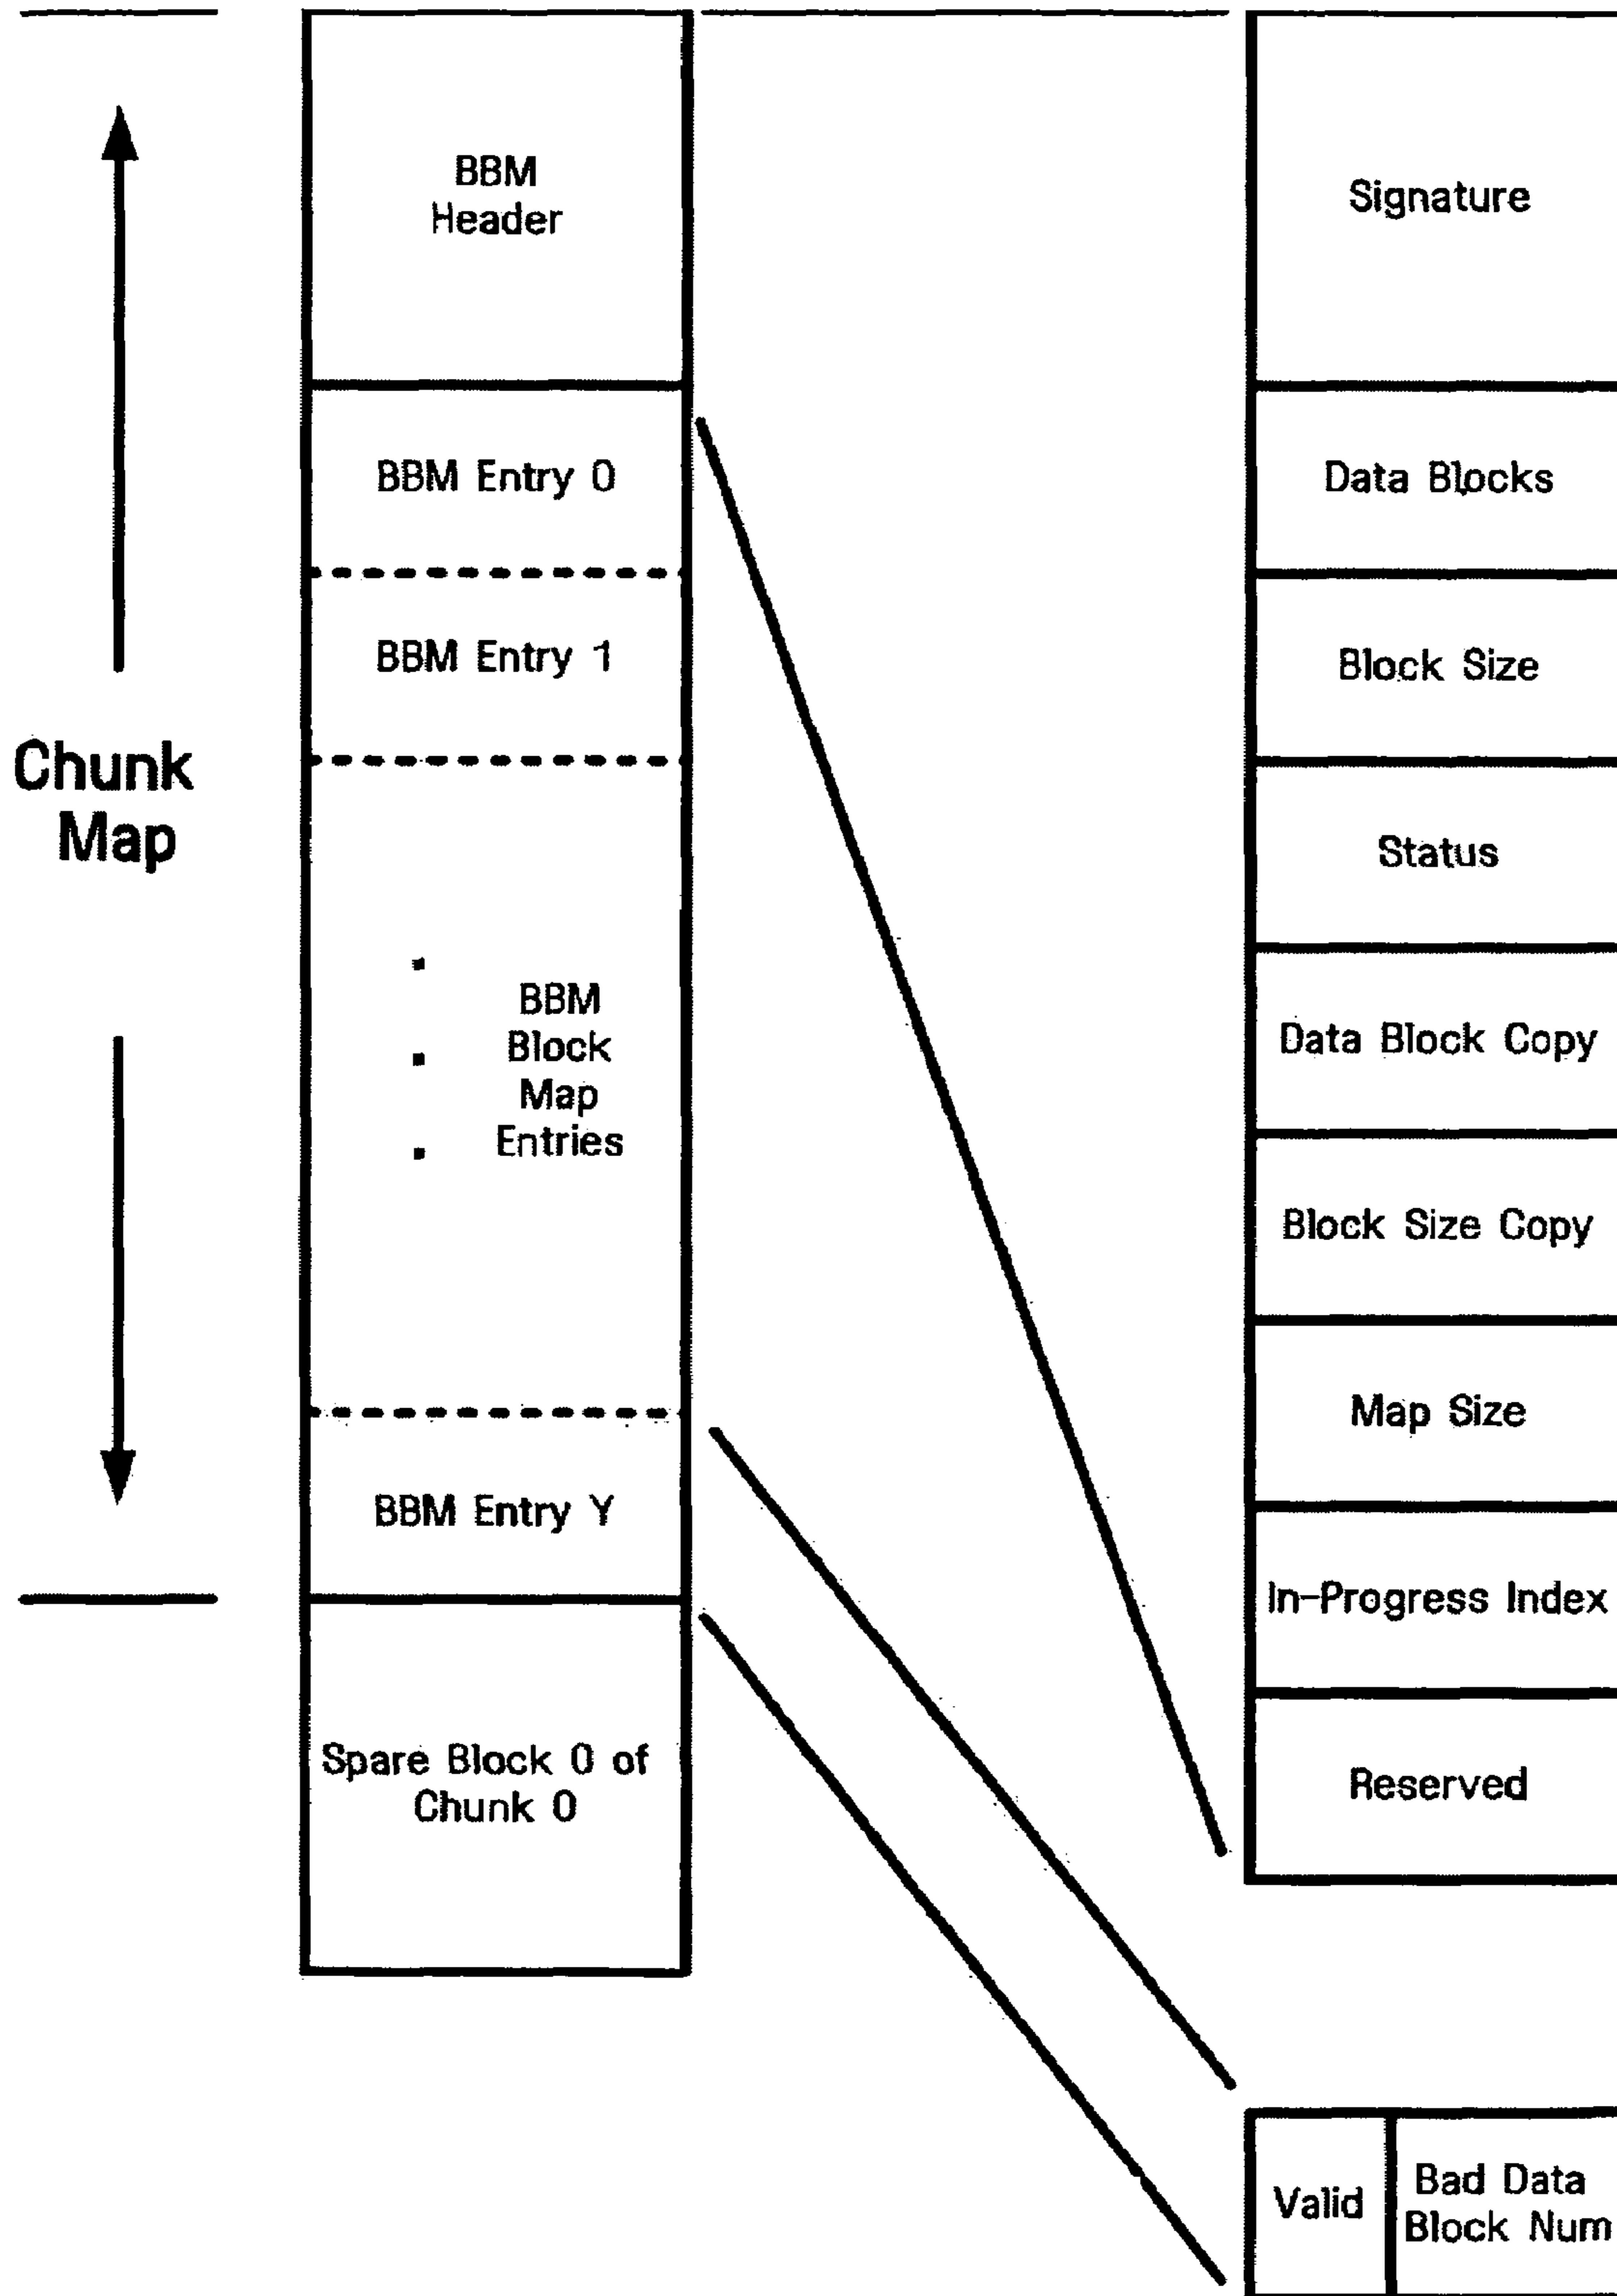 Chunk
Map
BBM
Header
BBM Entry 0
BBM Entry 1
BBM
Block
Map
Entries
BBM Entry Y
Spare Block 0 of
Chunk 0
Signature
Data Blocks
Block Size
Status
Data Block Copy
Block Size Copy
Map Size
In-Progress Index
Reserved
Valid
Bad Data
Block Num